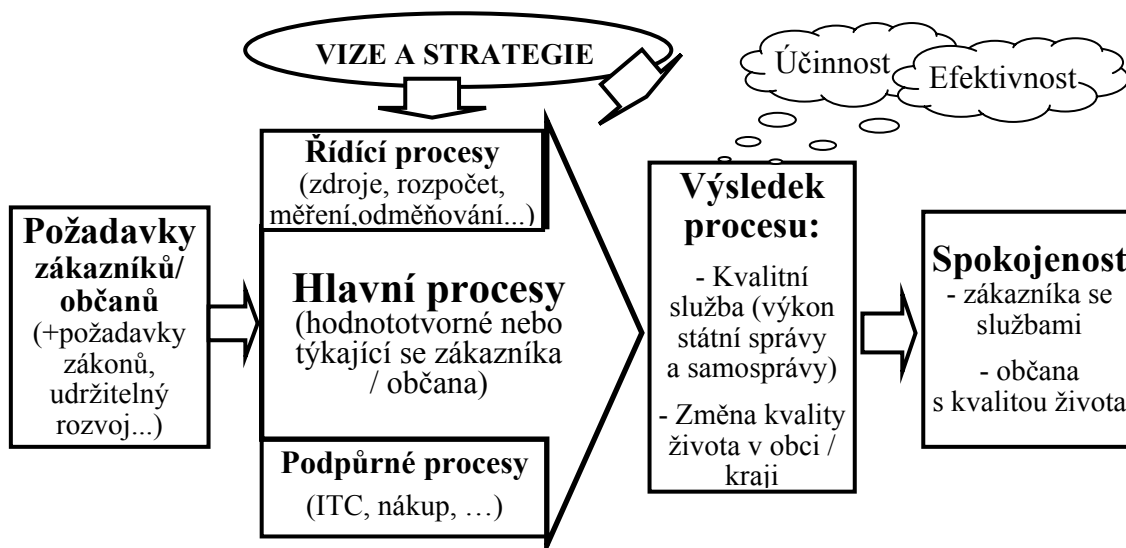 VIZE A STRATEGIE
Účinnost
Efektivnost
Požadavky
zákazníků/
občanů
(+požadavky
zákonů,
udržitelný
rozvoj...)
Řídící procesy
(zdroje, rozpočet,
měření,odměňování...)
Hlavní procesy
(hodnototvorné nebo
týkající se zákazníka
/ občana)
Podpůrné procesy
(ITC, nákup, …)
Výsledek
procesu:
- Kvalitní
služba (výkon
státní správy
a samosprávy)
- Změna kvality
života v obci /
kraji
Spokojenost
- zákazníka se
službami
- občana
s kvalitou života